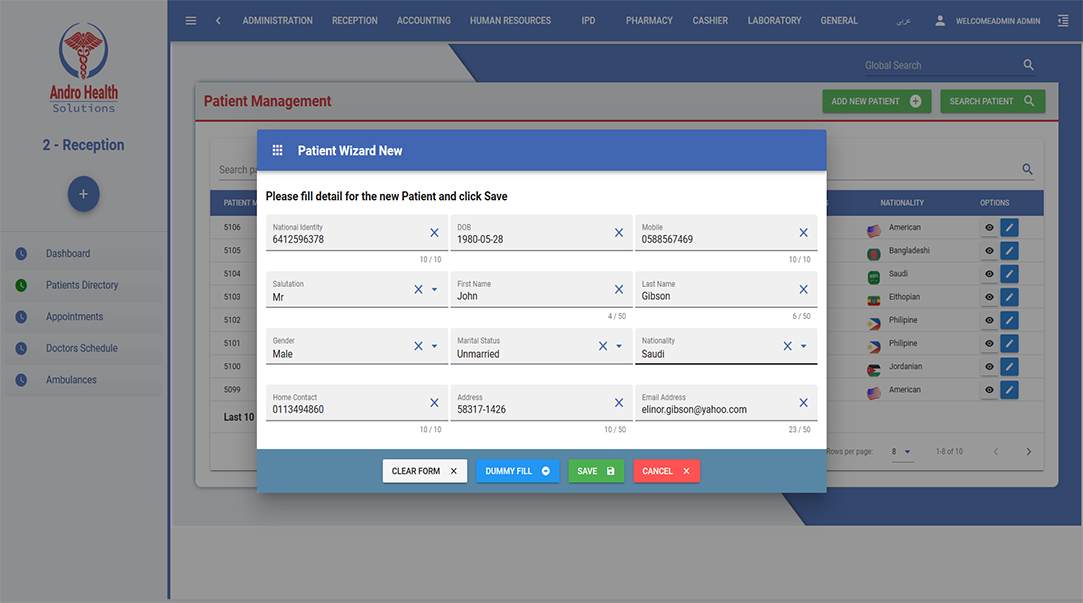 ADMINISTRATION RECEPTION ACCOUNTING HUMAN RESOURCES IPD PHARMACY CASHIER LABORATORY GENERAL عربى WELCOMEADMIN ADMIN
Andro Health
Solutions
2 - Reception
+
Dashboard
Patients Directory
Appointments
Doctors Schedule
Ambulances
Global Search
Patient Management
ADD NEW PATIENT
SEARCH PATIENT
Search
PATIENT NATIONALITY OPTIONS
5106 American
5105 Bangladeshi
5104 Saudi
5103 Ethopian
5102 Philipine
5101 Philipine
5100 Jordanian
5099 American
Last 10
Rows per page: 8 1-8 of 10
Patient Wizard New
Please fill detail for the new Patient and click Save
National Identity DOB Mobile
6412596378 1980-05-28 0588567469
10 / 10 10 / 10
Salutation First Name Last Name
Mr John Gibson
4 / 50 6 / 50
Gender Marital Status Nationality
Male Unmarried Saudi
Home Contact Address Email Address
0113494860 58317-1426 elinor.gibson@yahoo.com
10 / 10 10 / 50 23 / 50
CLEAR FORM DUMMY FILL SAVE CANCEL